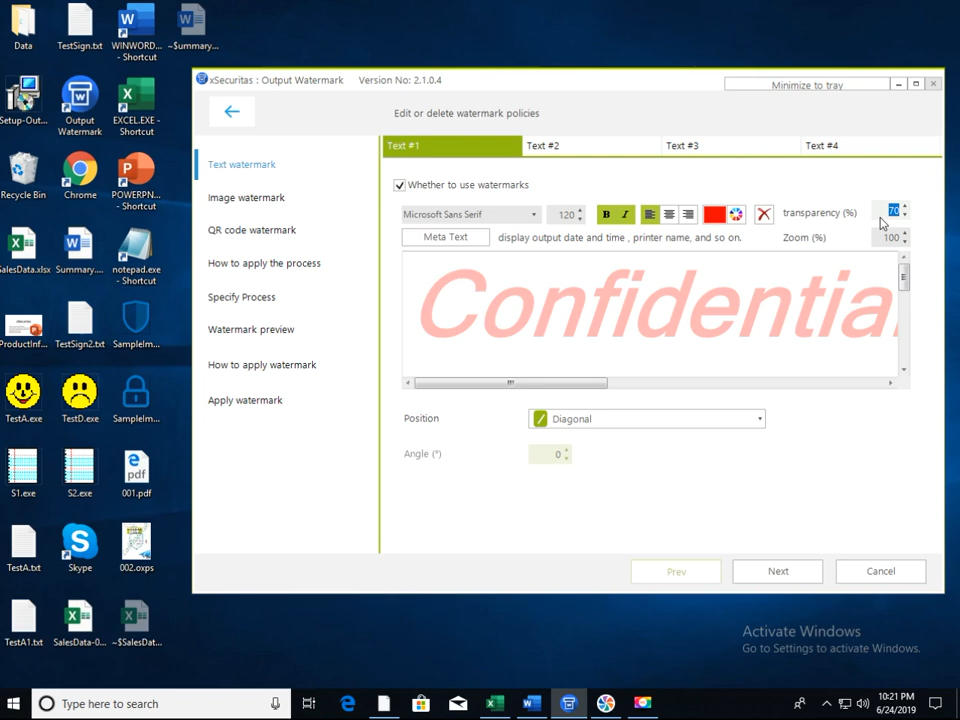 Data
TestSign.txt
WINWORD...
- Shortcut
~$summary...
Setup-Out...
Output
Watermark
EXCEL.EXE -
Shortcut
Recycle Bin
Chrome
POWERPN...
- Shortcut
SalesData.xlsx
Summary....
notepad.exe
- Shortcut
ProductInf...
TestSign2.txt
SampleIm...
TestA.exe
TestD.exe
SampleIm...
S1.exe
S2.exe
001.pdf
TestA.txt
Skype
002.oxps
TestA1.txt
SalesData-0...
~$SalesDat...
xSecuritas : Output Watermark Version No: 2.1.0.4
Minimize to tray
Edit or delete watermark policies
Text watermark
Image watermark
QR code watermark
How to apply the process
Specify Process
Watermark preview
How to apply watermark
Apply watermark
Text #1 Text #2 Text #3 Text #4
Whether to use watermarks
Microsoft Sans Serif 120 B I transparency (%) 70
Meta Text display output date and time , printer name, and so on. Zoom (%) 100
Confidential
Position Diagonal
Angle (°) 0
Prev Next Cancel
Activate Windows
Go to Settings to activate Windows.
Type here to search
10:21 PM
6/24/2019